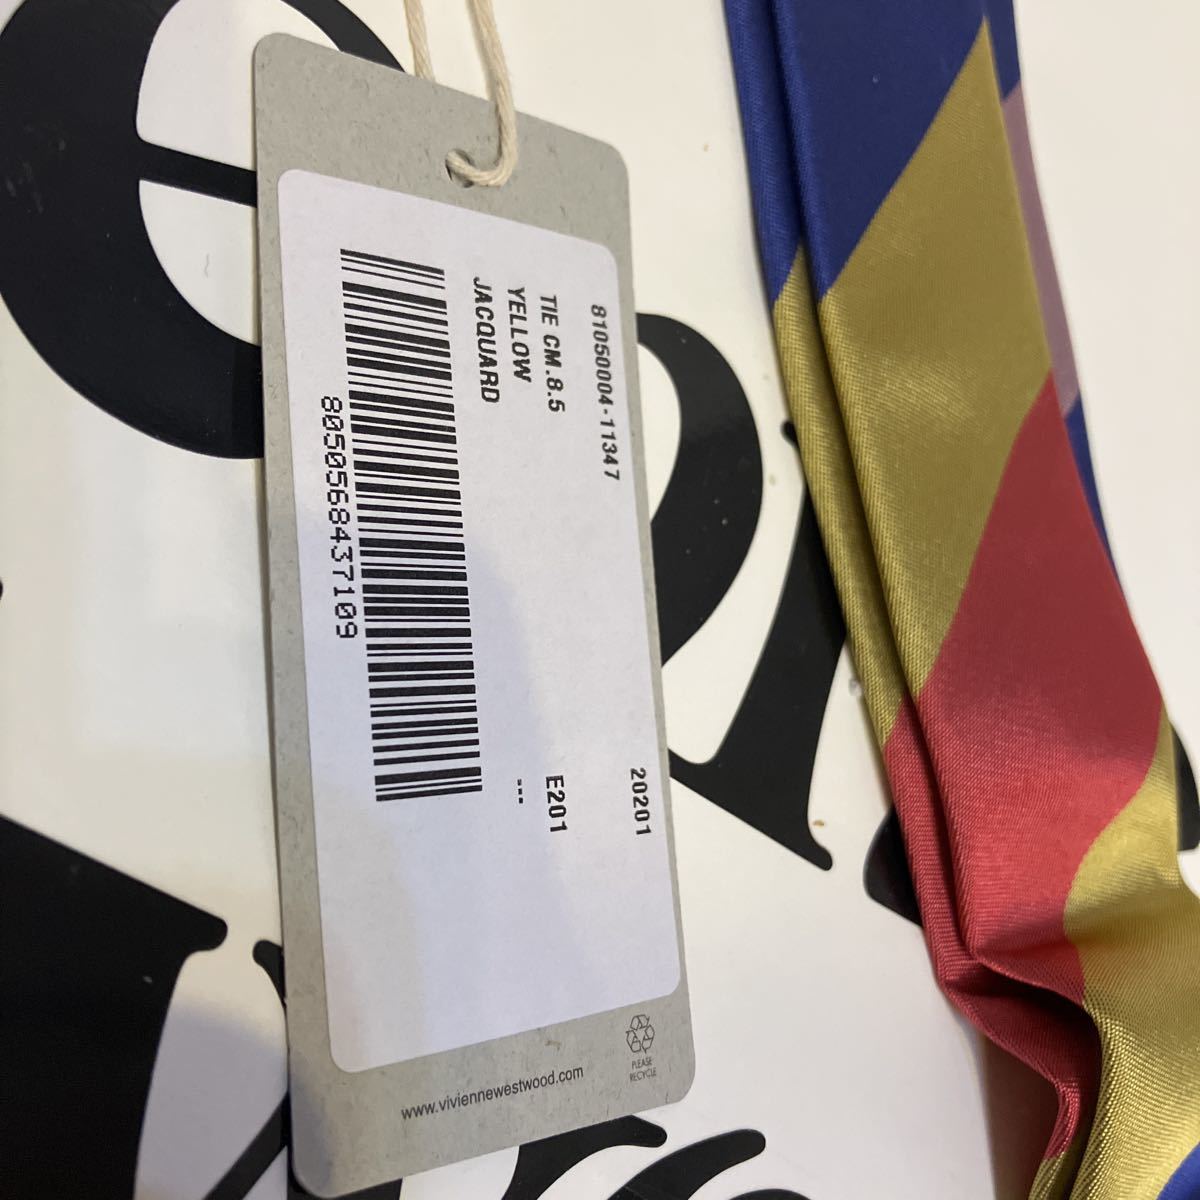 81050004-11347
20201
TIE CM.8.5
E201
YELLOW
---
JACQUARD
8050568437109
PLEASE
RECYCLE
www.viviennewestwood.com